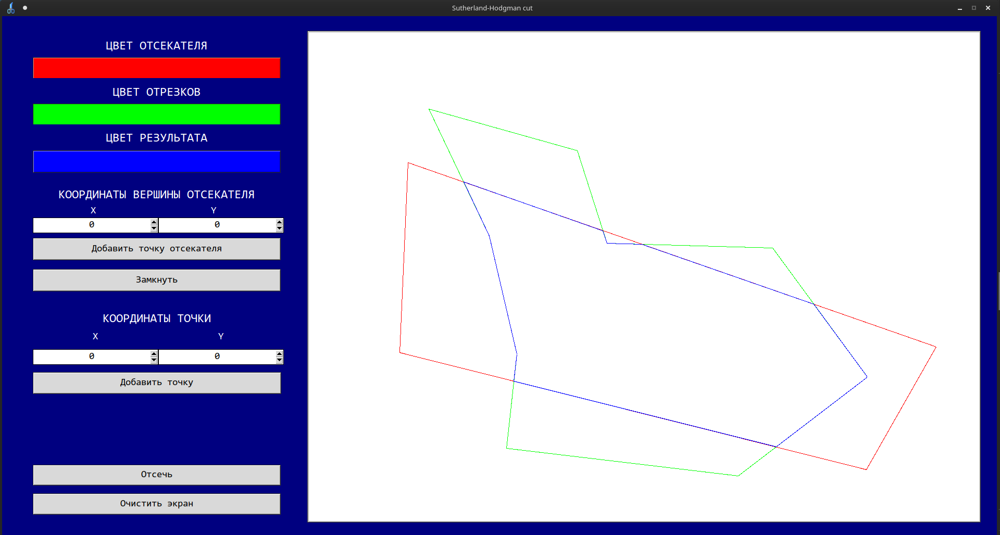 Sutherland-Hodgman cut
ЦВЕТ ОТСЕКАТЕЛЯ
ЦВЕТ ОТРЕЗКОВ
ЦВЕТ РЕЗУЛЬТАТА
КООРДИНАТЫ ВЕРШИНЫ ОТСЕКАТЕЛЯ
X Y
0 0
Добавить точку отсекателя
Замкнуть
КООРДИНАТЫ ТОЧКИ
X Y
0 0
Добавить точку
Отсечь
Очистить экран